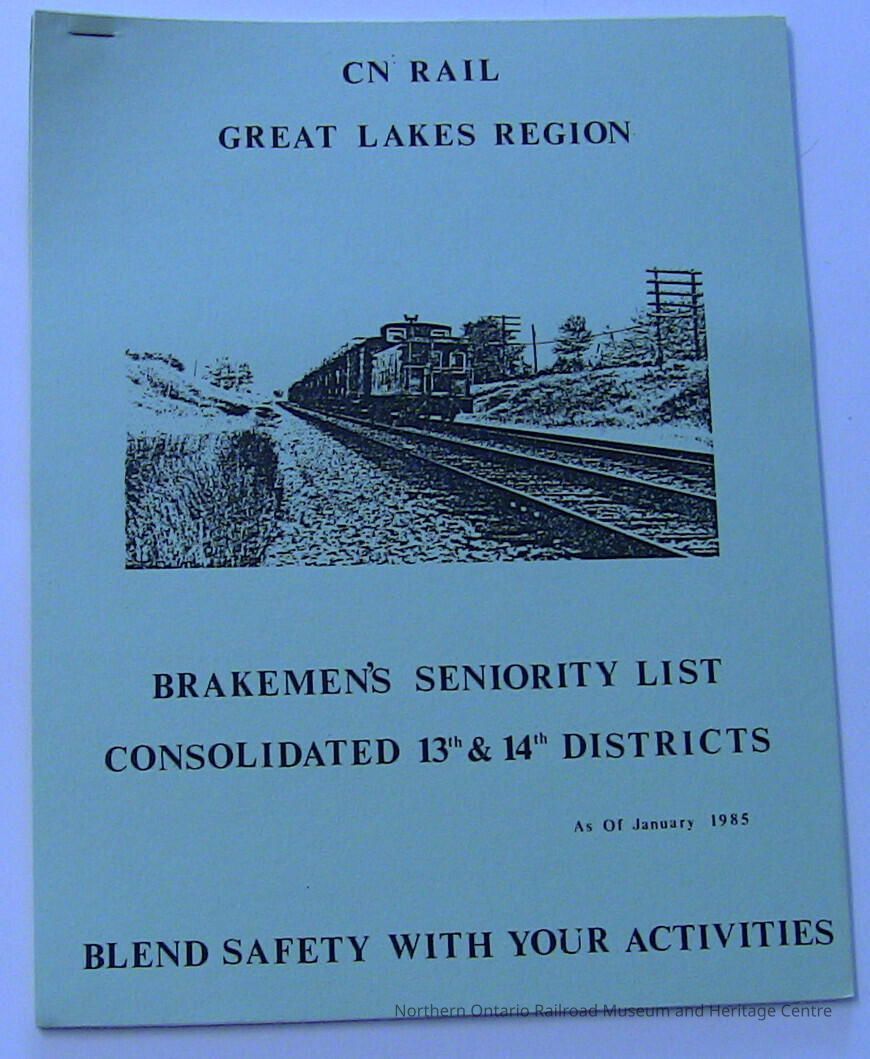 CN RAIL
GREAT LAKES REGION
BRAKEMEN'S SENIORITY LIST
CONSOLIDATED 13th & 14th DISTRICTS
As Of January 1985
BLEND SAFETY WITH YOUR ACTIVITIES
Northern Ontario Railroad Museum and Heritage Centre